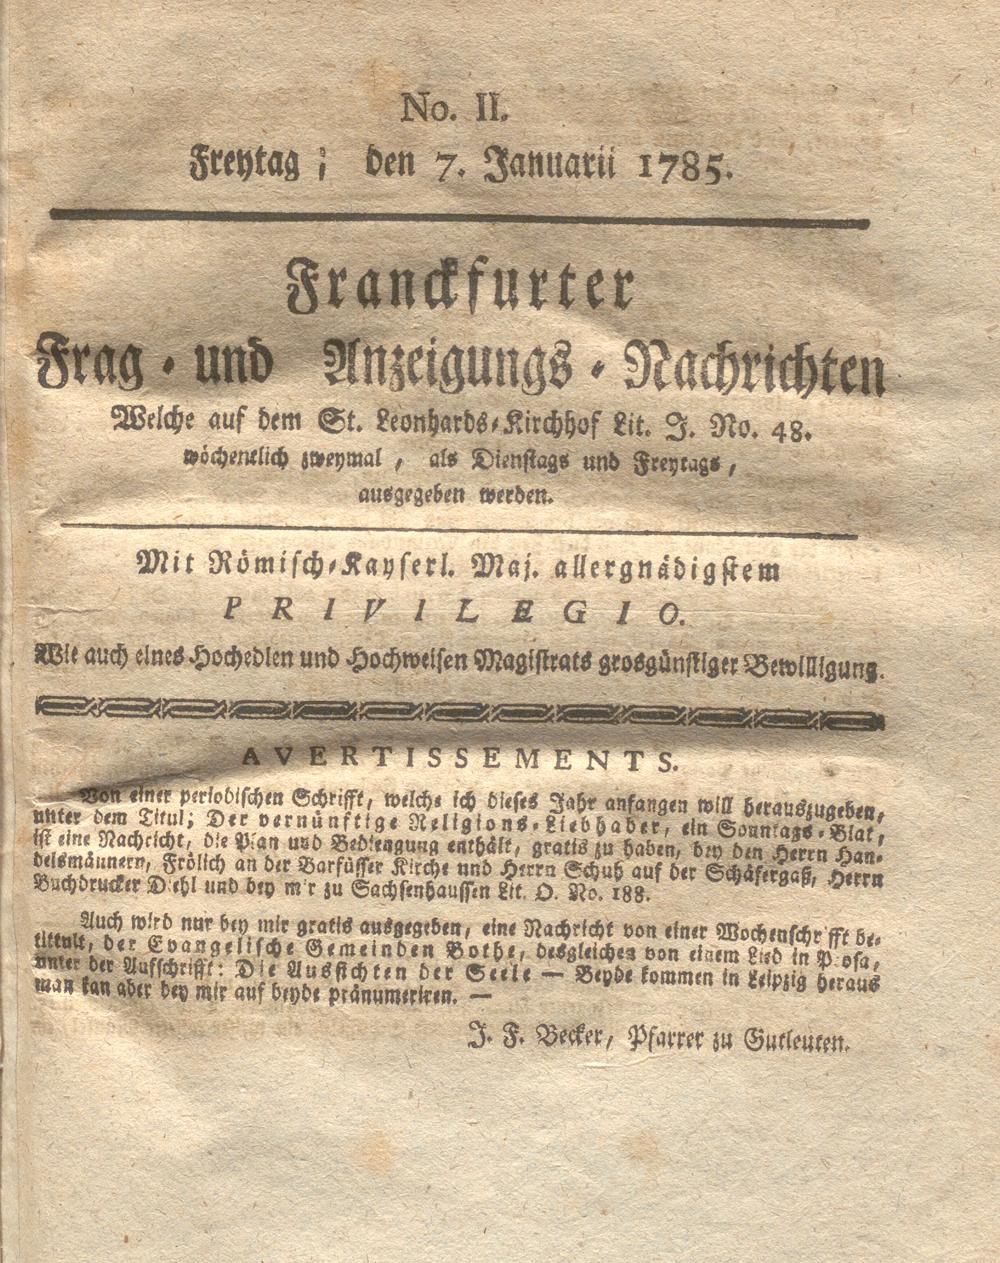 No. II.
Freytag; den 7. Januarii 1785.
Franckfurter
Frag- und Anzeigungs-Nachrichten
Welche auf dem St. Leonhards-Kirchhof Lit. J. No. 48.
wöchentlich zweymal, als Dienstags und Freytags,
ausgegeben werden.
Mit Römisch-Kayserl. Maj. allergnädigstem
PRIVILEGIO.
Wie auch eines Hochedlen und Hochweisen Magistrats grosgünstiger Bewilligung.
AVERTISSEMENTS.
Von einer periodischen Schrifft, welche ich dieses Jahr anfangen will herauszugeben,
unter dem Titul; Der vernünftige Religions-Liebhaber, ein Sonntags-Blat,
ist eine Nachricht, die Plan und Bedlengung enthält, gratis zu haben, bey den Herrn Han-
delsmännern, Frölich an der Barfüsser Kirche und Herrn Schuh auf der Schäfergaß, Herrn
Buchdrucker Diehl und bey mir zu Sachsenhaussen Lit. O. No. 188.
Auch wird nur bey mir gratis ausgegeben, eine Nachricht von einer Wochenschrifft be-
tittult, der Evangelische Gemeinden Bothe, desgleichen von einem Lied in Prosa,
unter der Aufschrifft: Die Aussichten der Seele — Beyde kommen in Leipzig heraus
man kan aber bey mir auf beyde pränumeriren. —
J. F. Becker, Pfarrer zu Gutleuten.